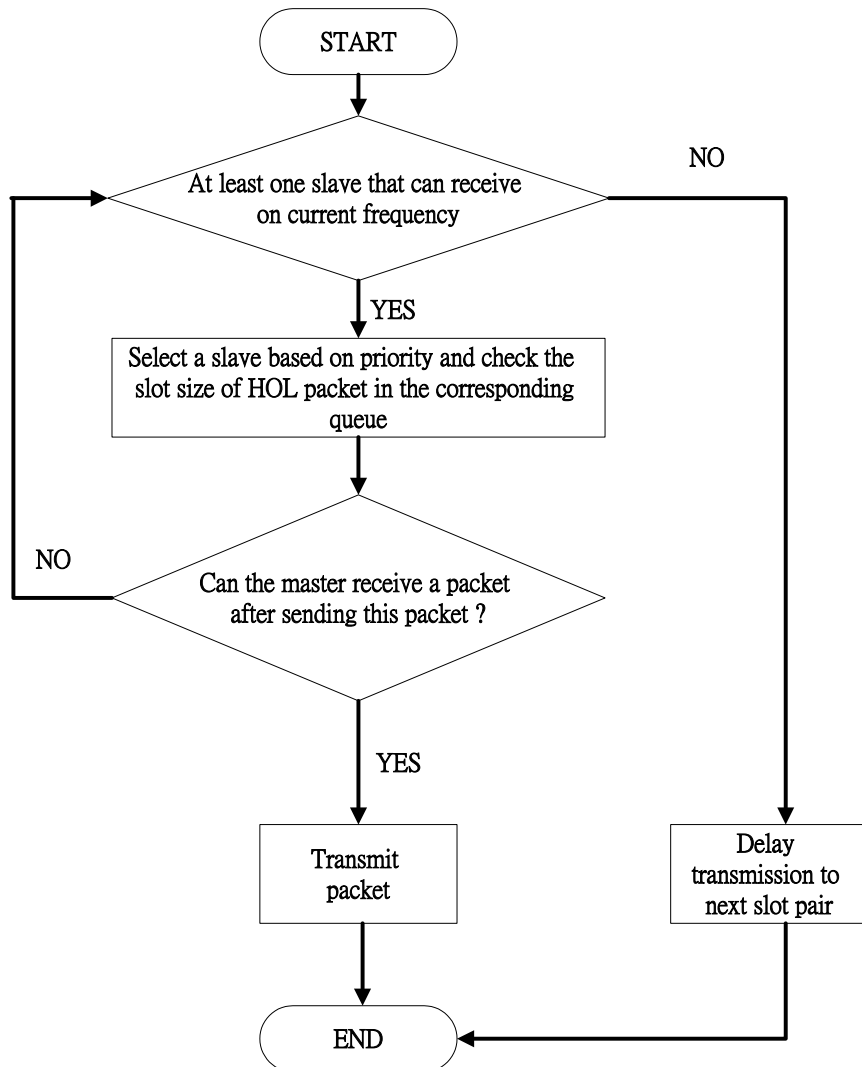 START
NO
At least one slave that can receive
on current frequency
YES
Select a slave based on priority and check the
slot size of HOL packet in the corresponding
queue
NO
Can the master receive a packet
after sending this packet ?
YES
Transmit
packet
Delay
transmission to
next slot pair
END